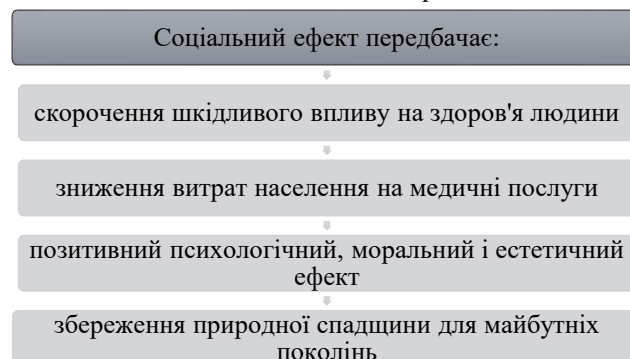 Соціальний ефект передбачає:
скорочення шкідливого впливу на здоров'я людини
зниження витрат населення на медичні послуги
позитивний психологічний, моральний і естетичний
ефект
збереження природної спадщини для майбутніх
поколінь